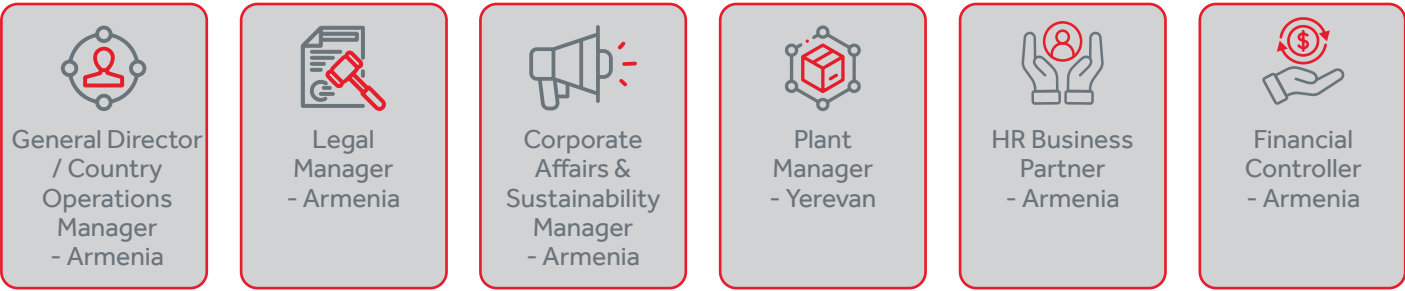 General Director
/ Country
Operations
Manager
- Armenia
Legal
Manager
- Armenia
Corporate
Affairs &
Sustainability
Manager
- Armenia
Plant
Manager
- Yerevan
HR Business
Partner
- Armenia
Financial
Controller
- Armenia